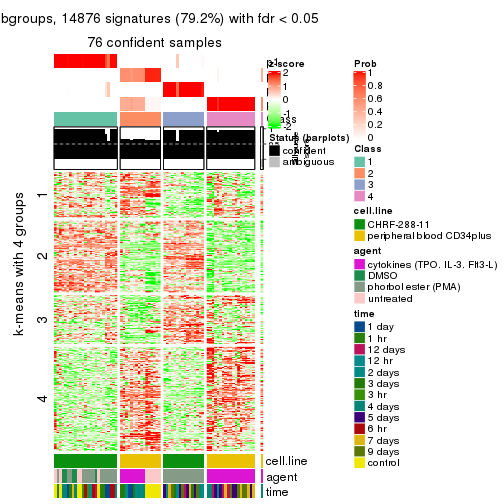 bgroups, 14876 signatures (79.2%) with fdr < 0.05
76 confident samples
k-means with 4 groups
1
2
3
4
z-score
2
1
0
-1
-2
Status (barplots)
confident
ambiguous
cell.line
agent
time
Prob
1
0.8
0.6
0.4
0.2
0
Class
1
2
3
4
cell.line
CHRF-288-11
peripheral blood CD34plus
agent
cytokines (TPO, IL-3, Flt3-L)
DMSO
phorbol ester (PMA)
untreated
time
1 day
1 hr
12 days
12 hr
2 days
3 days
3 hr
4 days
5 days
6 hr
7 days
9 days
control